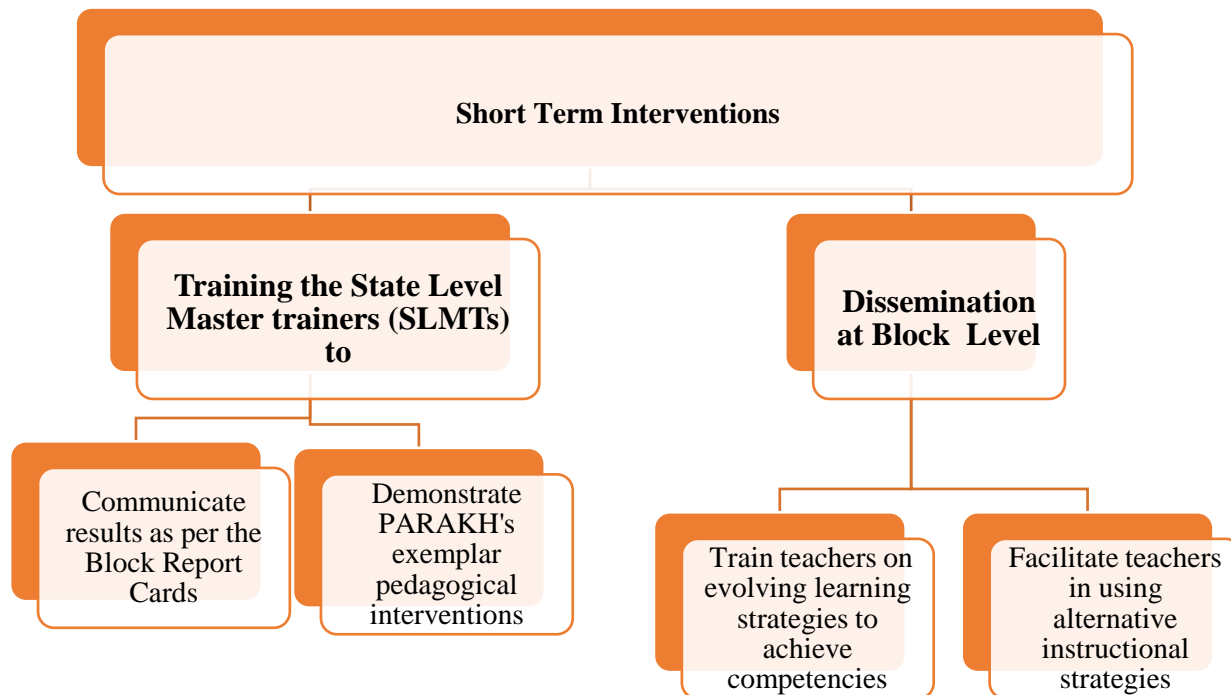 Short Term Interventions
Training the State Level
Master trainers (SLMTs)
to
Dissemination
at Block Level
Communicate
results as per the
Block Report
Cards
Demonstrate
PARAKH's
exemplar
pedagogical
interventions
Train teachers on
evolving learning
strategies to
achieve
competencies
Facilitate teachers
in using
alternative
instructional
strategies